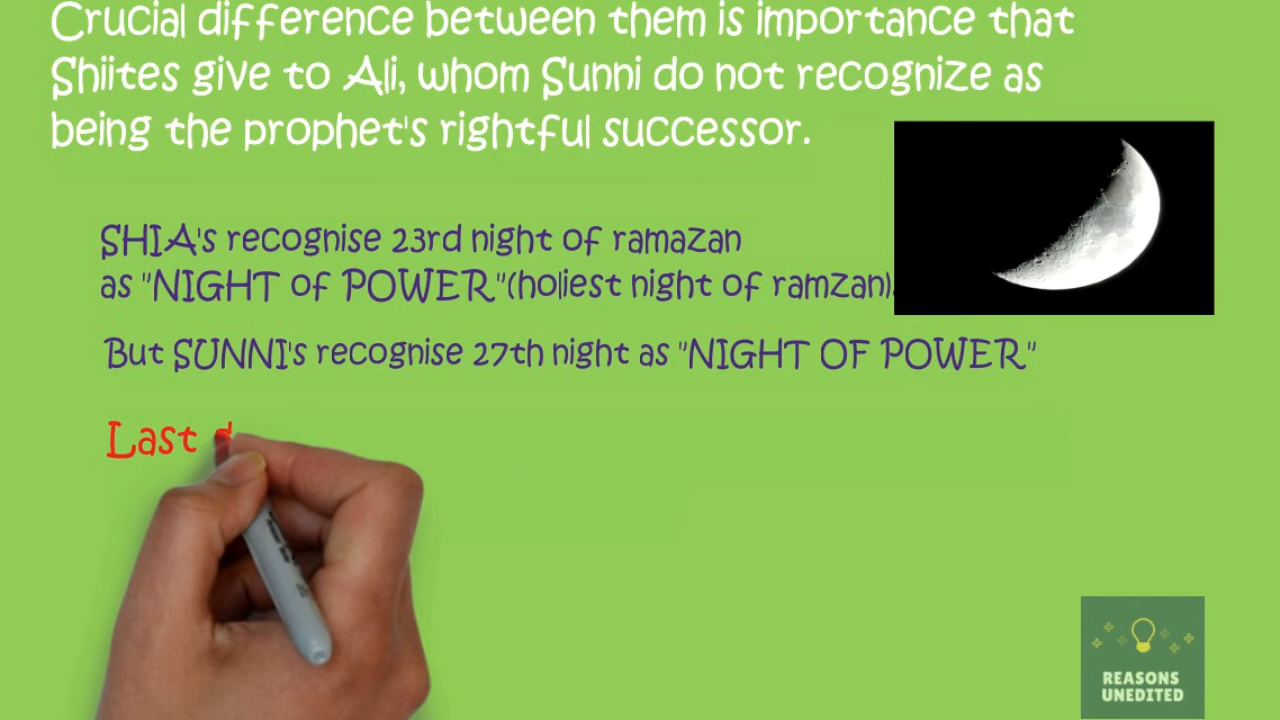 Crucial difference between them is importance that
Shiites give to Ali, whom Sunni do not recognize as
being the prophet's rightful successor.
SHIA's recognise 23rd night of ramazan
as "NIGHT of POWER"(holiest night of ramzan).
But SUNNI's recognise 27th night as "NIGHT OF POWER"
Last
REASONS
UNEDITED